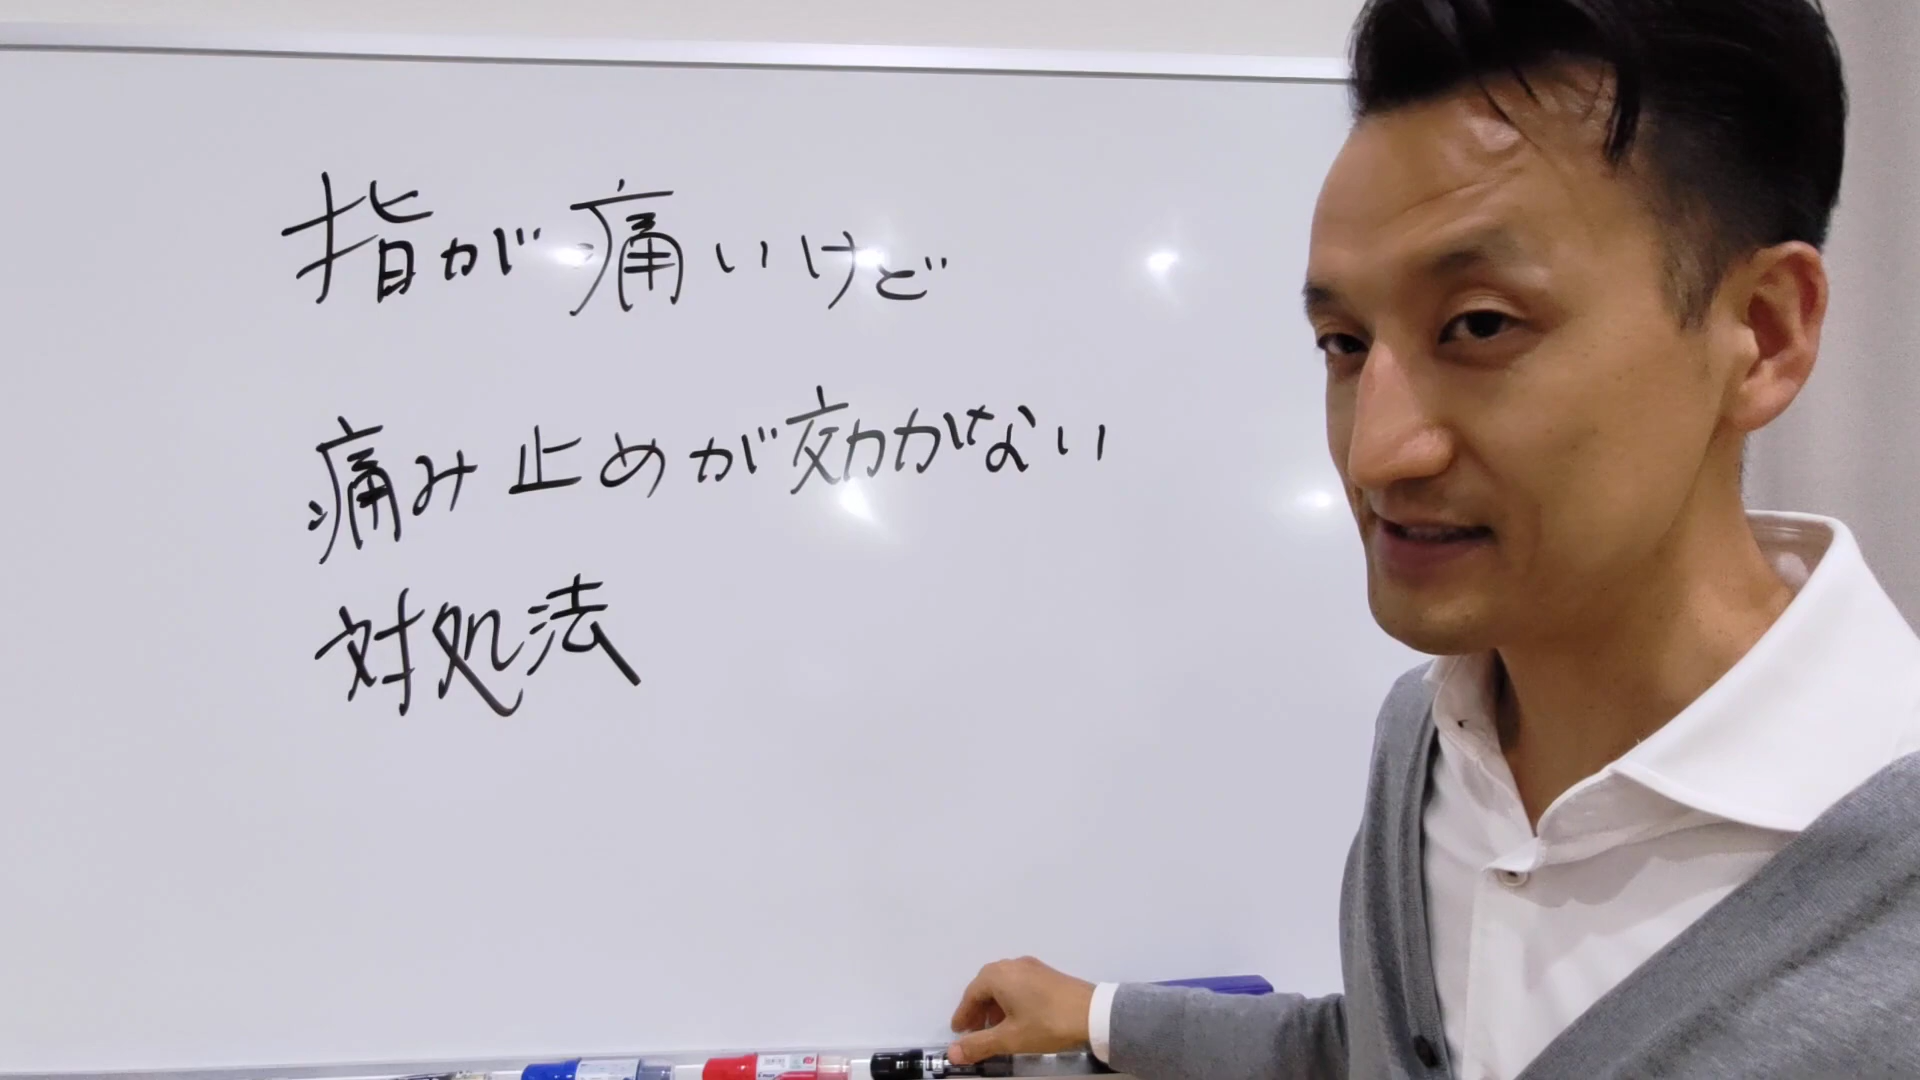 指が痛いけど
痛み止めが効かない
対処法